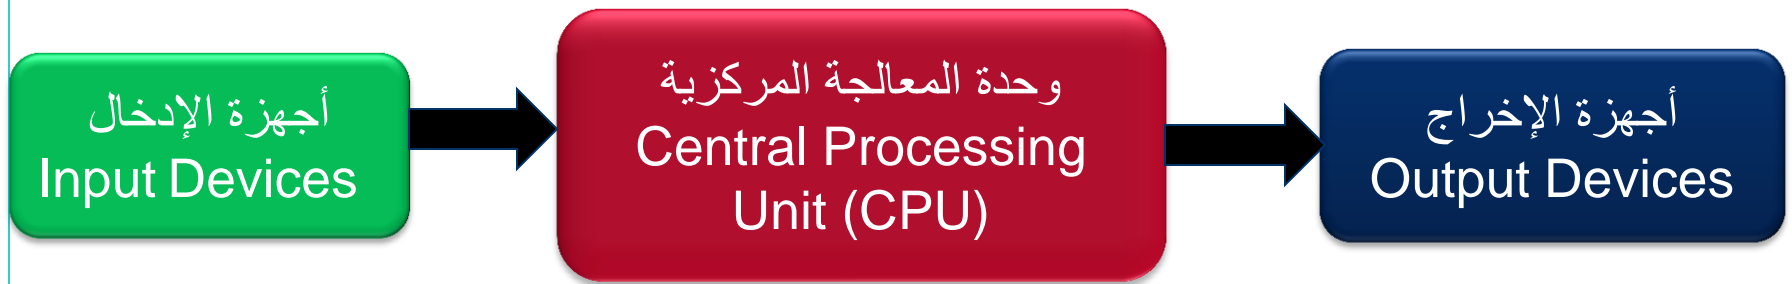 أجهزة الإدخال
Input Devices
وحدة المعالجة المركزية
Central Processing
Unit (CPU)
أجهزة الإخراج
Output Devices